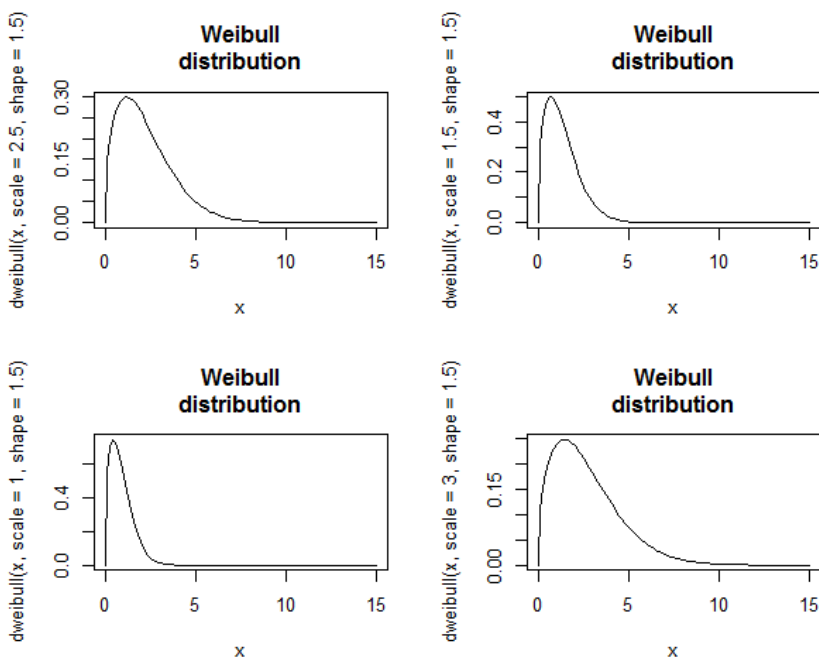 Weibull
distribution
dweibull(x, scale = 2.5, shape = 1.5)
0.30
0.15
0.00
0
5
10
15
x
Weibull
distribution
dweibull(x, scale = 1.5, shape = 1.5)
0.4
0.2
0.0
0
5
10
15
x
Weibull
distribution
dweibull(x, scale = 1, shape = 1.5)
0.4
0.0
0
5
10
15
x
Weibull
distribution
dweibull(x, scale = 3, shape = 1.5)
0.15
0.00
0
5
10
15
x